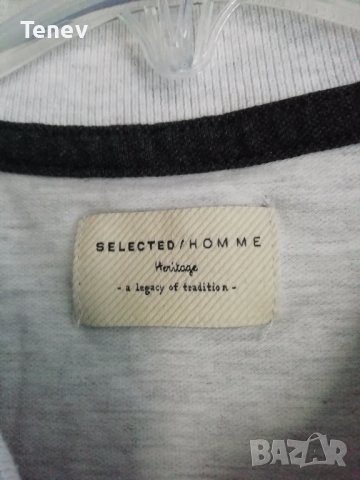 Tenev
SELECTED/HOMME
Heritage
- a legacy of tradition -
BAZAR